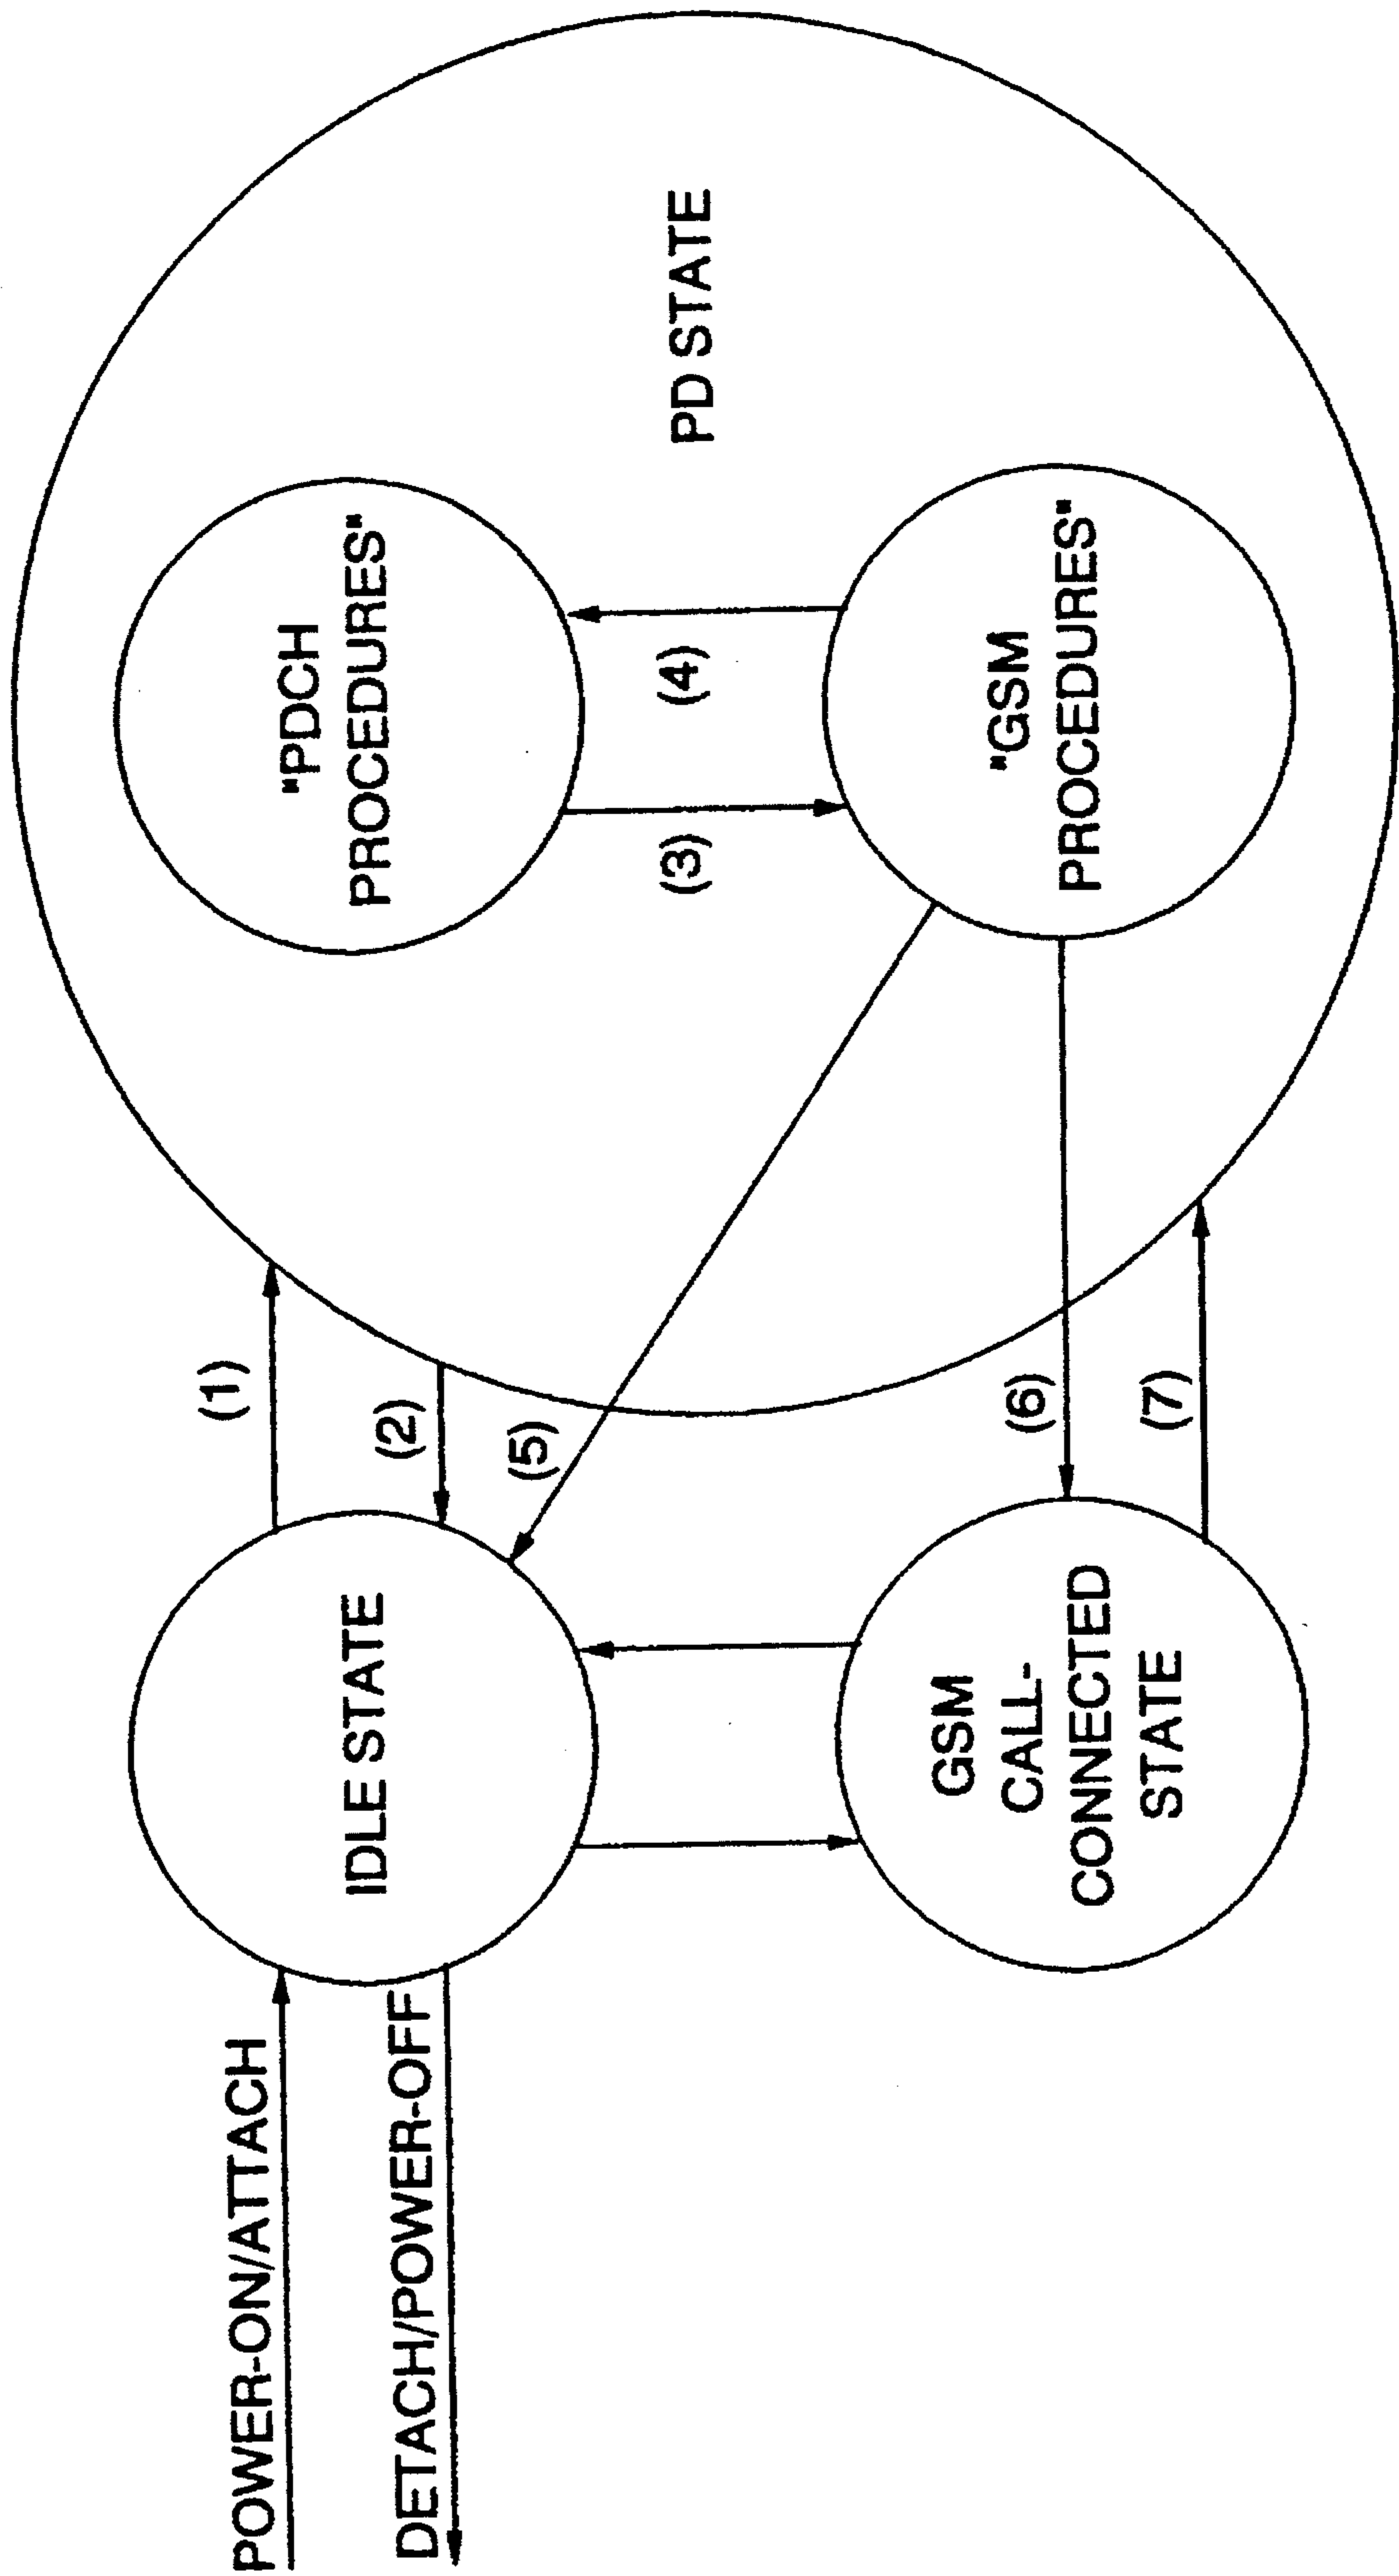 POWER-ON/ATTACH
DETACH/POWER-OFF
IDLE STATE
(1)
(2)
(5)
"PDCH
PROCEDURES"
(3)
(4)
PD STATE
GSM
CALL-
CONNECTED
STATE
(6)
(7)
"GSM
PROCEDURES"